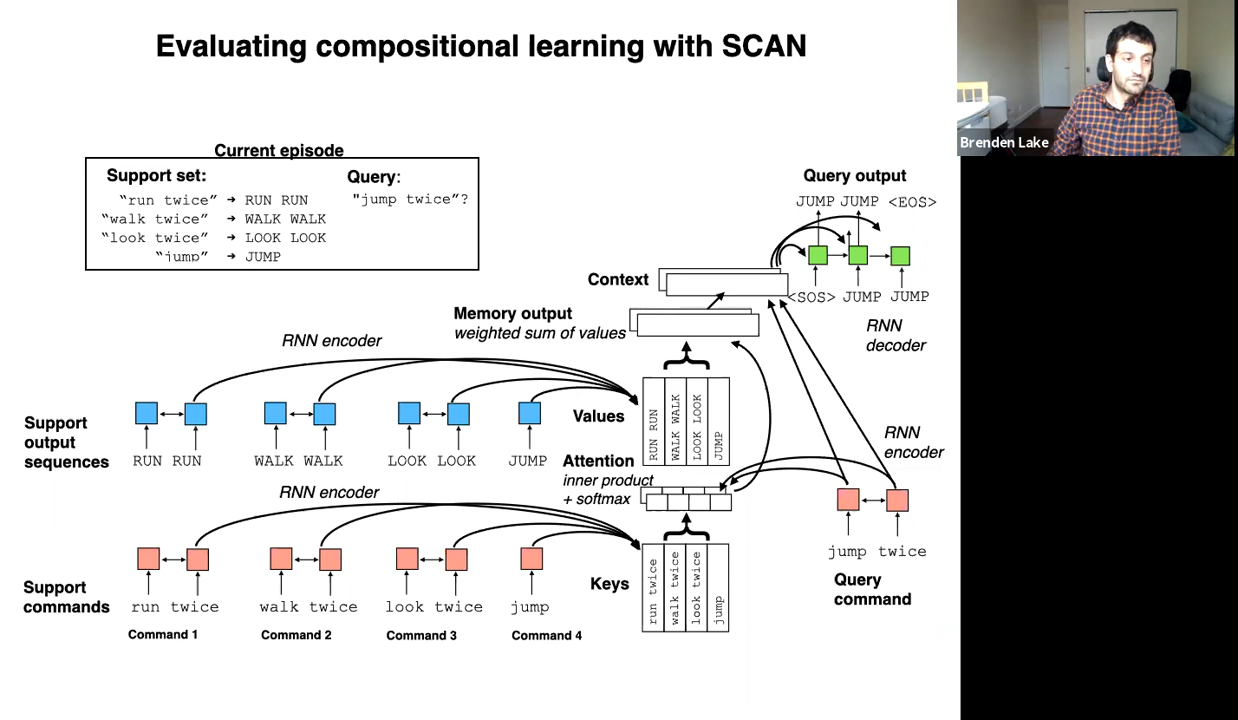 Evaluating compositional learning with SCAN
Brenden Lake
Current episode
Support set:
Query:
"run twice" → RUN RUN
"jump twice"?
"walk twice" → WALK WALK
"look twice" → LOOK LOOK
"jump" → JUMP
Query output
JUMP JUMP <EOS>
Context
<SOS> JUMP JUMP
Memory output
weighted sum of values
RNN
decoder
RNN encoder
Values
RUN RUN
WALK WALK
LOOK LOOK
JUMP
Support
output
sequences
RUN RUN
WALK WALK
LOOK LOOK
JUMP
RNN
encoder
Attention
inner product
+ softmax
RNN encoder
jump twice
Query
command
Keys
run twice
walk twice
look twice
jump
Support
commands
run twice
walk twice
look twice
jump
Command 1
Command 2
Command 3
Command 4